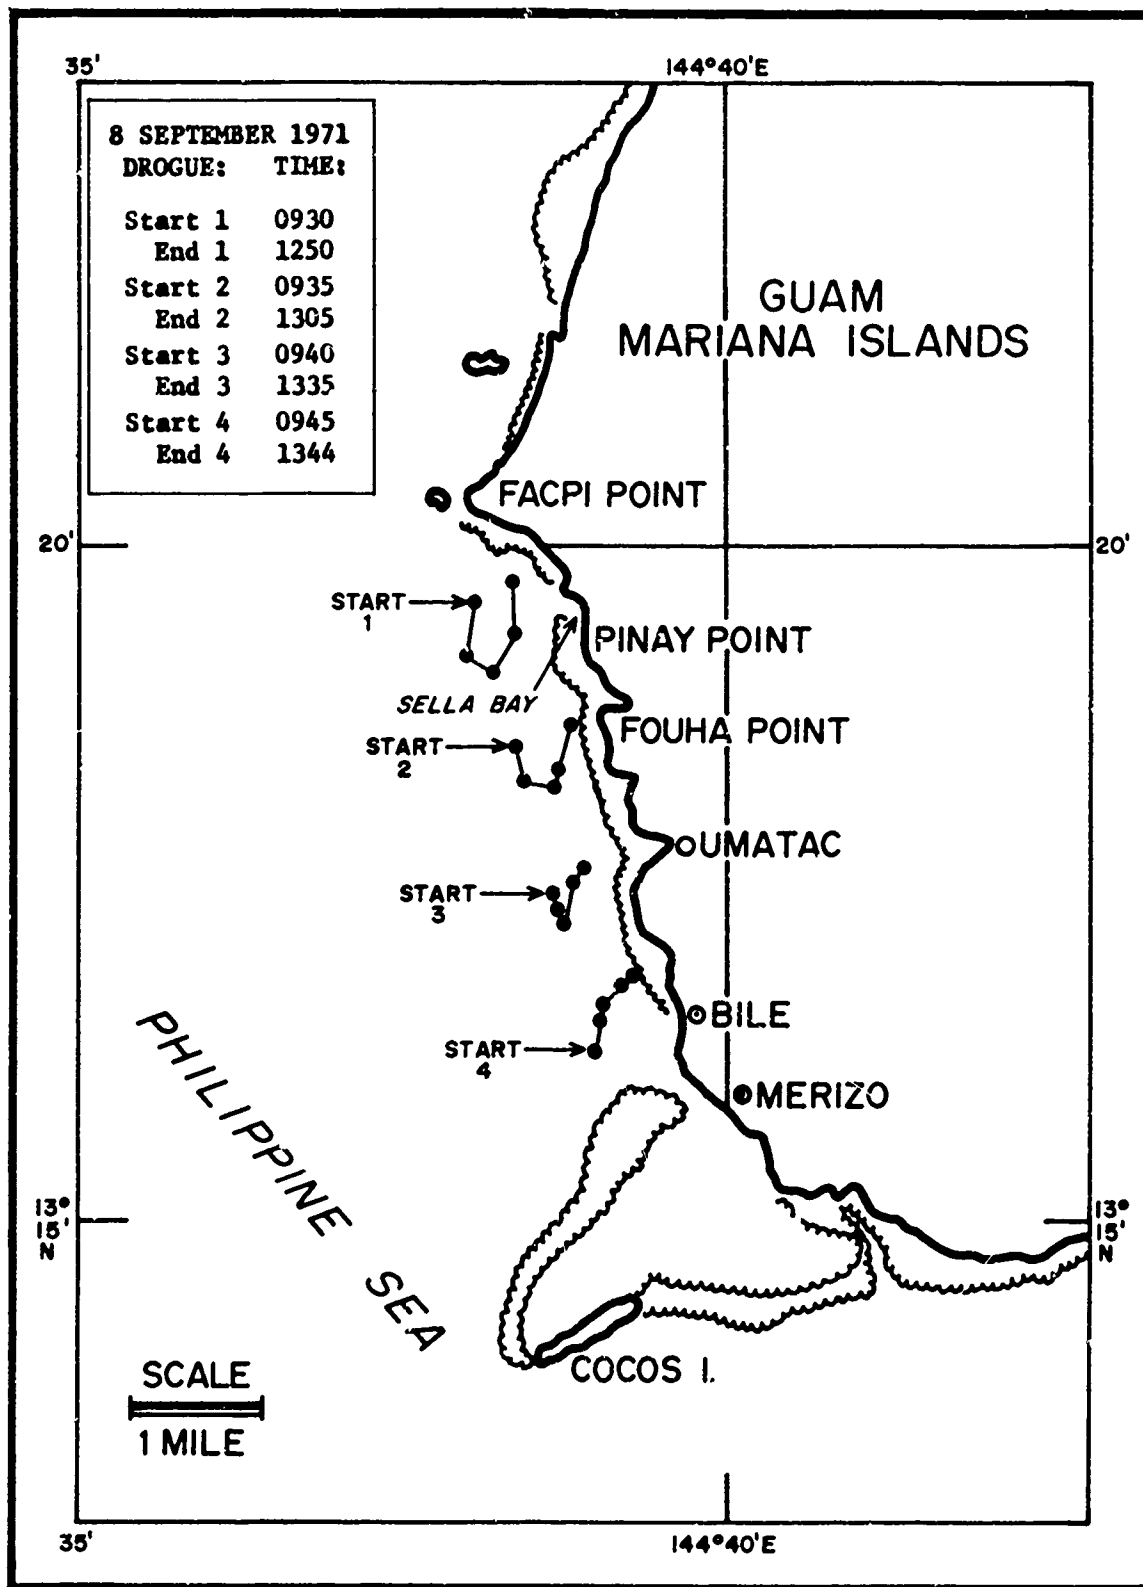 35'
144°40'E
8 SEPTEMBER 1971
DROGUE: TIME:
Start 1 0930
End 1 1250
Start 2 0935
End 2 1305
Start 3 0940
End 3 1335
Start 4 0945
End 4 1344
GUAM
MARIANA ISLANDS
FACPI POINT
20'
20'
START
1
PINAY POINT
SELLA BAY
FOUHA POINT
START
2
UMATAC
START
3
BILE
START
4
MERIZO
PHILIPPINE SEA
13°
15'
N
13°
15'
N
COCOS I.
SCALE
1 MILE
35'
144°40'E